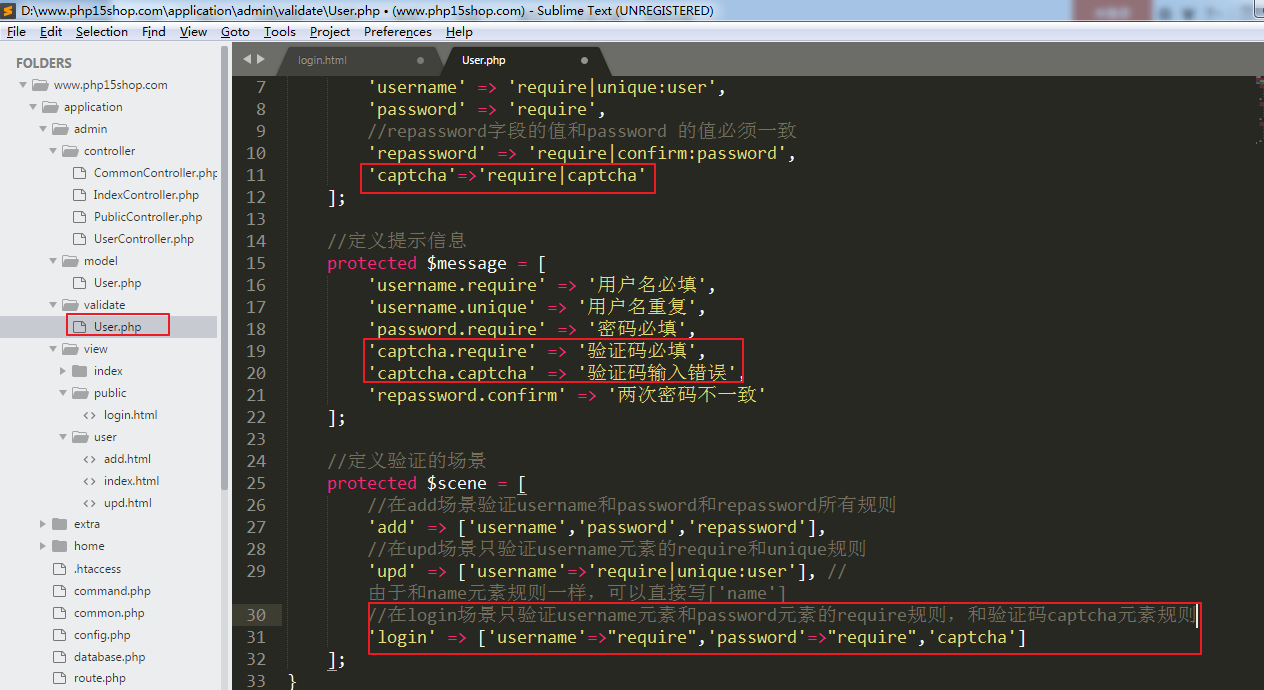 D:\www.php15shop.com\application\admin\validate\User.php • (www.php15shop.com) - Sublime Text (UNREGISTERED)
File Edit Selection Find View Goto Tools Project Preferences Help
FOLDERS
www.php15shop.com
application
admin
controller
CommonController.php
IndexController.php
PublicController.php
UserController.php
model
User.php
validate
User.php
view
index
public
login.html
user
add.html
index.html
upd.html
extra
home
.htaccess
command.php
common.php
config.php
database.php
route.php
login.html
User.php
7 'username' => 'require|unique:user',
8 'password' => 'require',
9 //repassword字段的值和password 的值必须一致
10 'repassword' => 'require|confirm:password',
11 'captcha'=>'require|captcha'
12 ];
13
14 //定义提示信息
15 protected $message = [
16 'username.require' => '用户名必填',
17 'username.unique' => '用户名重复',
18 'password.require' => '密码必填',
19 'captcha.require' => '验证码必填',
20 'captcha.captcha' => '验证码输入错误',
21 'repassword.confirm' => '两次密码不一致'
22 ];
23
24 //定义验证的场景
25 protected $scene = [
26 //在add场景验证username和password和repassword所有规则
27 'add' => ['username','password','repassword'],
28 //在upd场景只验证username元素的require和unique规则
29 'upd' => ['username'=>'require|unique:user'], //
由于和name元素规则一样，可以直接写['name']
30 //在login场景只验证username元素和password元素的require规则，和验证码captcha元素规则
31 'login' => ['username'=>"require",'password'=>"require",'captcha']
32 ];
33 }